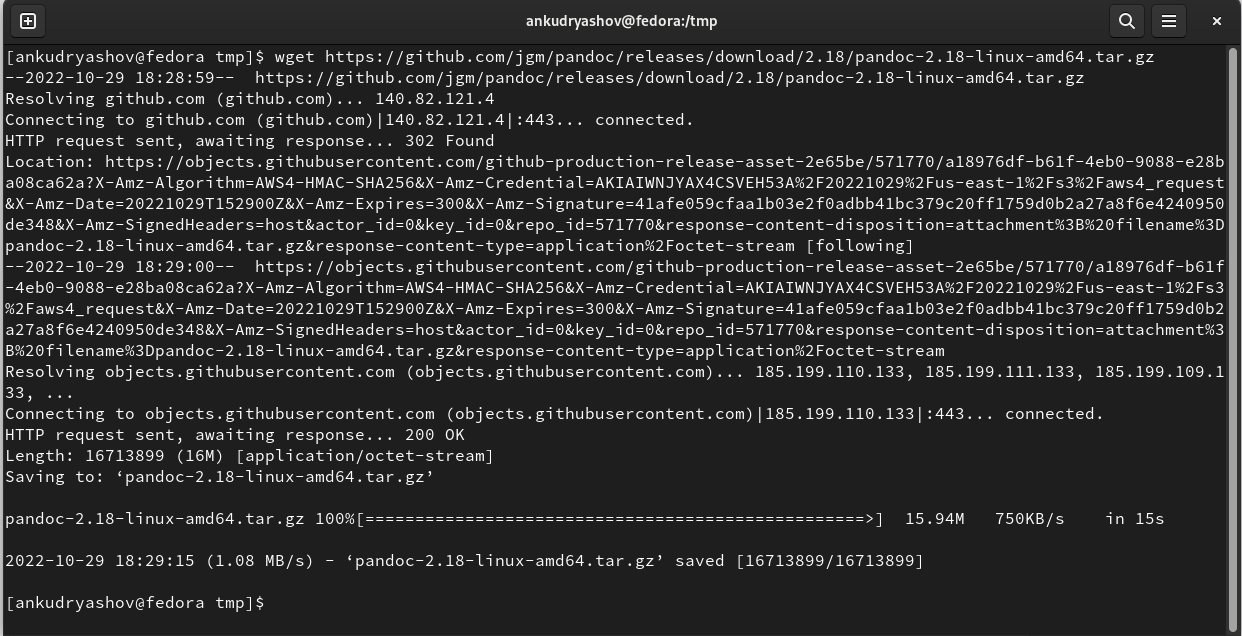 ankudryashov@fedora:/tmp
[ankudryashov@fedora tmp]$ wget https://github.com/jgm/pandoc/releases/download/2.18/pandoc-2.18-linux-amd64.tar.gz
--2022-10-29 18:28:59--  https://github.com/jgm/pandoc/releases/download/2.18/pandoc-2.18-linux-amd64.tar.gz
Resolving github.com (github.com)... 140.82.121.4
Connecting to github.com (github.com)|140.82.121.4|:443... connected.
HTTP request sent, awaiting response... 302 Found
Location: https://objects.githubusercontent.com/github-production-release-asset-2e65be/571770/a18976df-b61f-4eb0-9088-e28b
a08ca62a?X-Amz-Algorithm=AWS4-HMAC-SHA256&X-Amz-Credential=AKIAIWNJYAX4CSVEH53A%2F20221029%2Fus-east-1%2Fs3%2Faws4_request
&X-Amz-Date=20221029T152900Z&X-Amz-Expires=300&X-Amz-Signature=41afe059cfaa1b03e2f0adbb41bc379c20ff1759d0b2a27a8f6e4240950
de348&X-Amz-SignedHeaders=host&actor_id=0&key_id=0&repo_id=571770&response-content-disposition=attachment%3B%20filename%3D
pandoc-2.18-linux-amd64.tar.gz&response-content-type=application%2Foctet-stream [following]
--2022-10-29 18:29:00--  https://objects.githubusercontent.com/github-production-release-asset-2e65be/571770/a18976df-b61f
-4eb0-9088-e28ba08ca62a?X-Amz-Algorithm=AWS4-HMAC-SHA256&X-Amz-Credential=AKIAIWNJYAX4CSVEH53A%2F20221029%2Fus-east-1%2Fs3
%2Faws4_request&X-Amz-Date=20221029T152900Z&X-Amz-Expires=300&X-Amz-Signature=41afe059cfaa1b03e2f0adbb41bc379c20ff1759d0b2
a27a8f6e4240950de348&X-Amz-SignedHeaders=host&actor_id=0&key_id=0&repo_id=571770&response-content-disposition=attachment%3
B%20filename%3Dpandoc-2.18-linux-amd64.tar.gz&response-content-type=application%2Foctet-stream
Resolving objects.githubusercontent.com (objects.githubusercontent.com)... 185.199.110.133, 185.199.111.133, 185.199.109.1
33, ...
Connecting to objects.githubusercontent.com (objects.githubusercontent.com)|185.199.110.133|:443... connected.
HTTP request sent, awaiting response... 200 OK
Length: 16713899 (16M) [application/octet-stream]
Saving to: ‘pandoc-2.18-linux-amd64.tar.gz’
pandoc-2.18-linux-amd64.tar.gz 100%[==================================================>]  15.94M   750KB/s    in 15s
2022-10-29 18:29:15 (1.08 MB/s) - ‘pandoc-2.18-linux-amd64.tar.gz’ saved [16713899/16713899]
[ankudryashov@fedora tmp]$